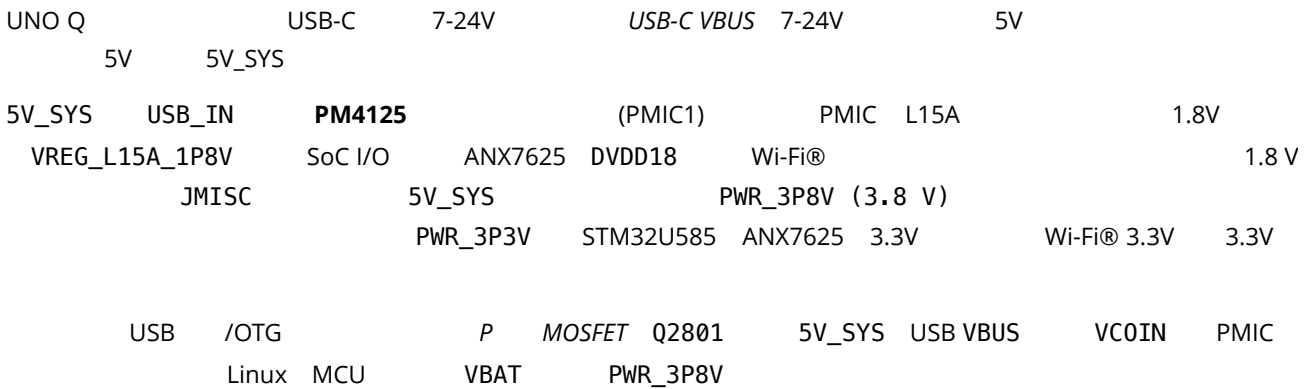 UNO Q USB-C 7-24V USB-C VBUS 7-24V 5V
5V 5V_SYS
5V_SYS USB_IN PM4125 (PMIC1) PMIC L15A 1.8V
VREG_L15A_1P8V SoC I/O ANX7625 DVDD18 Wi-Fi® 1.8 V
JMISC 5V_SYS PWR_3P8V (3.8 V)
PWR_3P3V STM32U585 ANX7625 3.3V Wi-Fi® 3.3V 3.3V
USB /OTG P MOSFET Q2801 5V_SYS USB VBUS VCOIN PMIC
Linux MCU VBAT PWR_3P8V